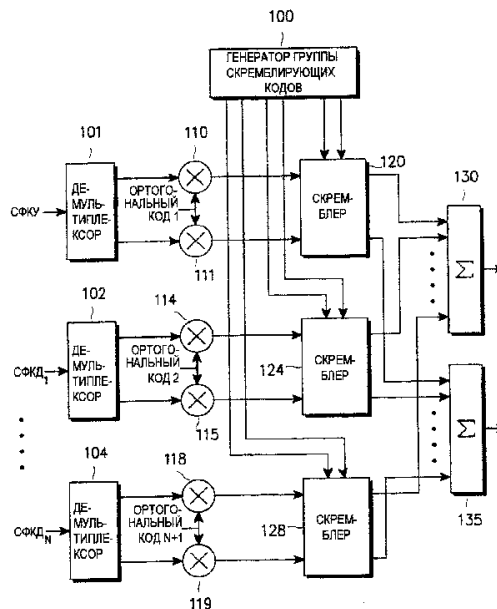 100
ГЕНЕРАТОР ГРУППЫ
СКРЕМБЛИРУЮЩИХ
КОДОВ
101
ДЕ-
МУЛЬ-
ТИПЛЕ-
КСОР
СФКУ
110
ОРТОГО-
НАЛЬНЫЙ
КОД 1
111
120
СКРЕМ-
БЛЕР
130
Σ
102
ДЕ-
МУЛЬ-
ТИПЛЕ-
КСОР
СФКД1
114
ОРТОГО-
НАЛЬНЫЙ
КОД 2
115
124
СКРЕМ-
БЛЕР
Σ
135
104
ДЕ-
МУЛЬ-
ТИПЛЕ-
КСОР
СФКДN
118
ОРТОГО-
НАЛЬНЫЙ
КОД N+1
119
128
СКРЕМ-
БЛЕР